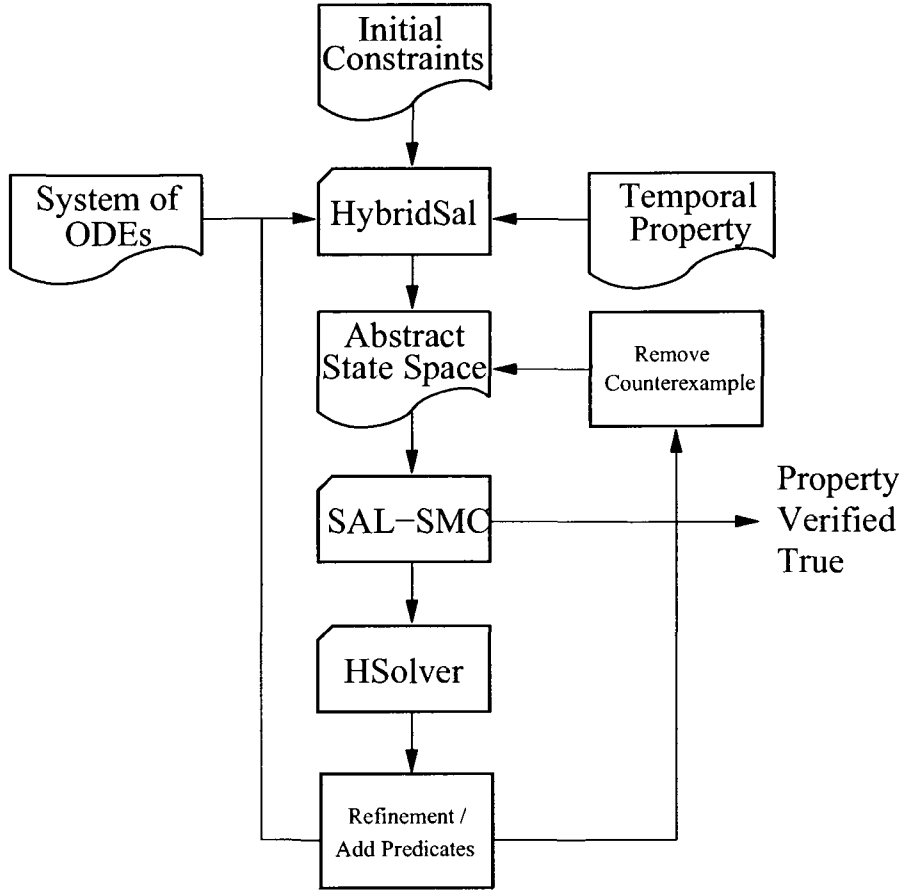 Initial
Constraints
System of
ODEs
HybridSal
Temporal
Property
Abstract
State Space
Remove
Counterexample
SAL-SMC
Property
Verified
True
HSolver
Refinement /
Add Predicates